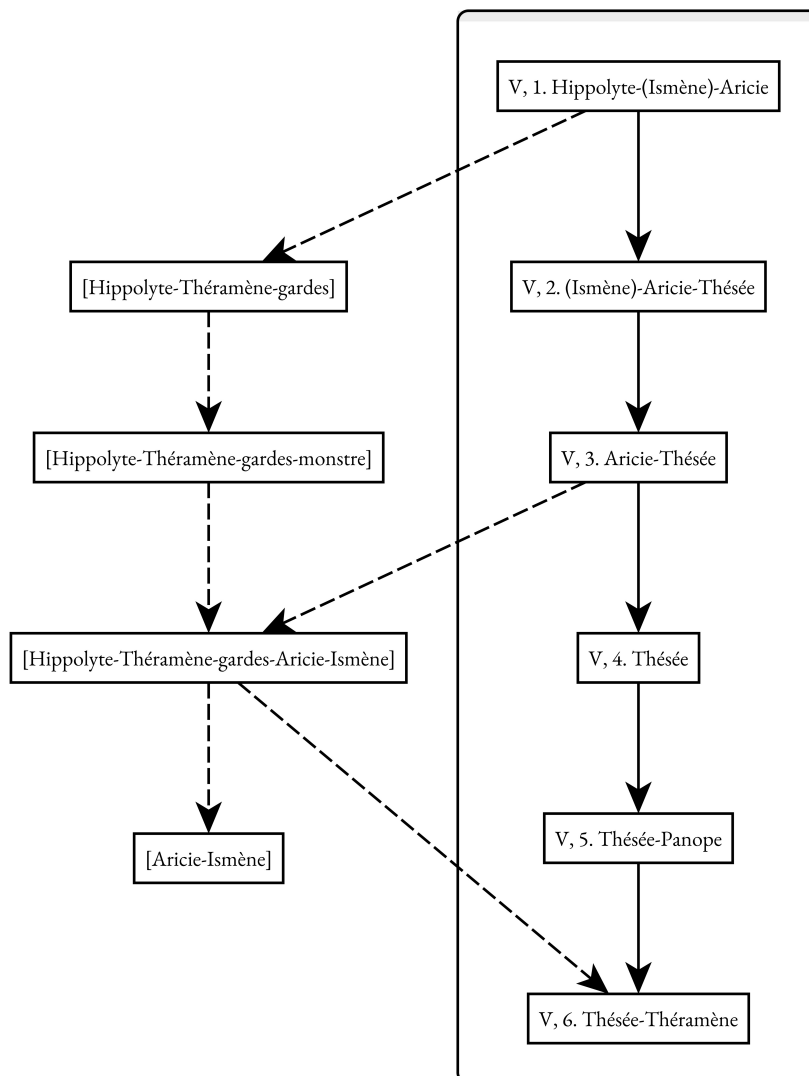 V, 1. Hippolyte-(Ismène)-Aricie
[Hippolyte-Théramène-gardes]
V, 2. (Ismène)-Aricie-Thésée
[Hippolyte-Théramène-gardes-monstre]
V, 3. Aricie-Thésée
[Hippolyte-Théramène-gardes-Aricie-Ismène]
V, 4. Thésée
V, 5. Thésée-Panope
[Aricie-Ismène]
V, 6. Thésée-Théramène